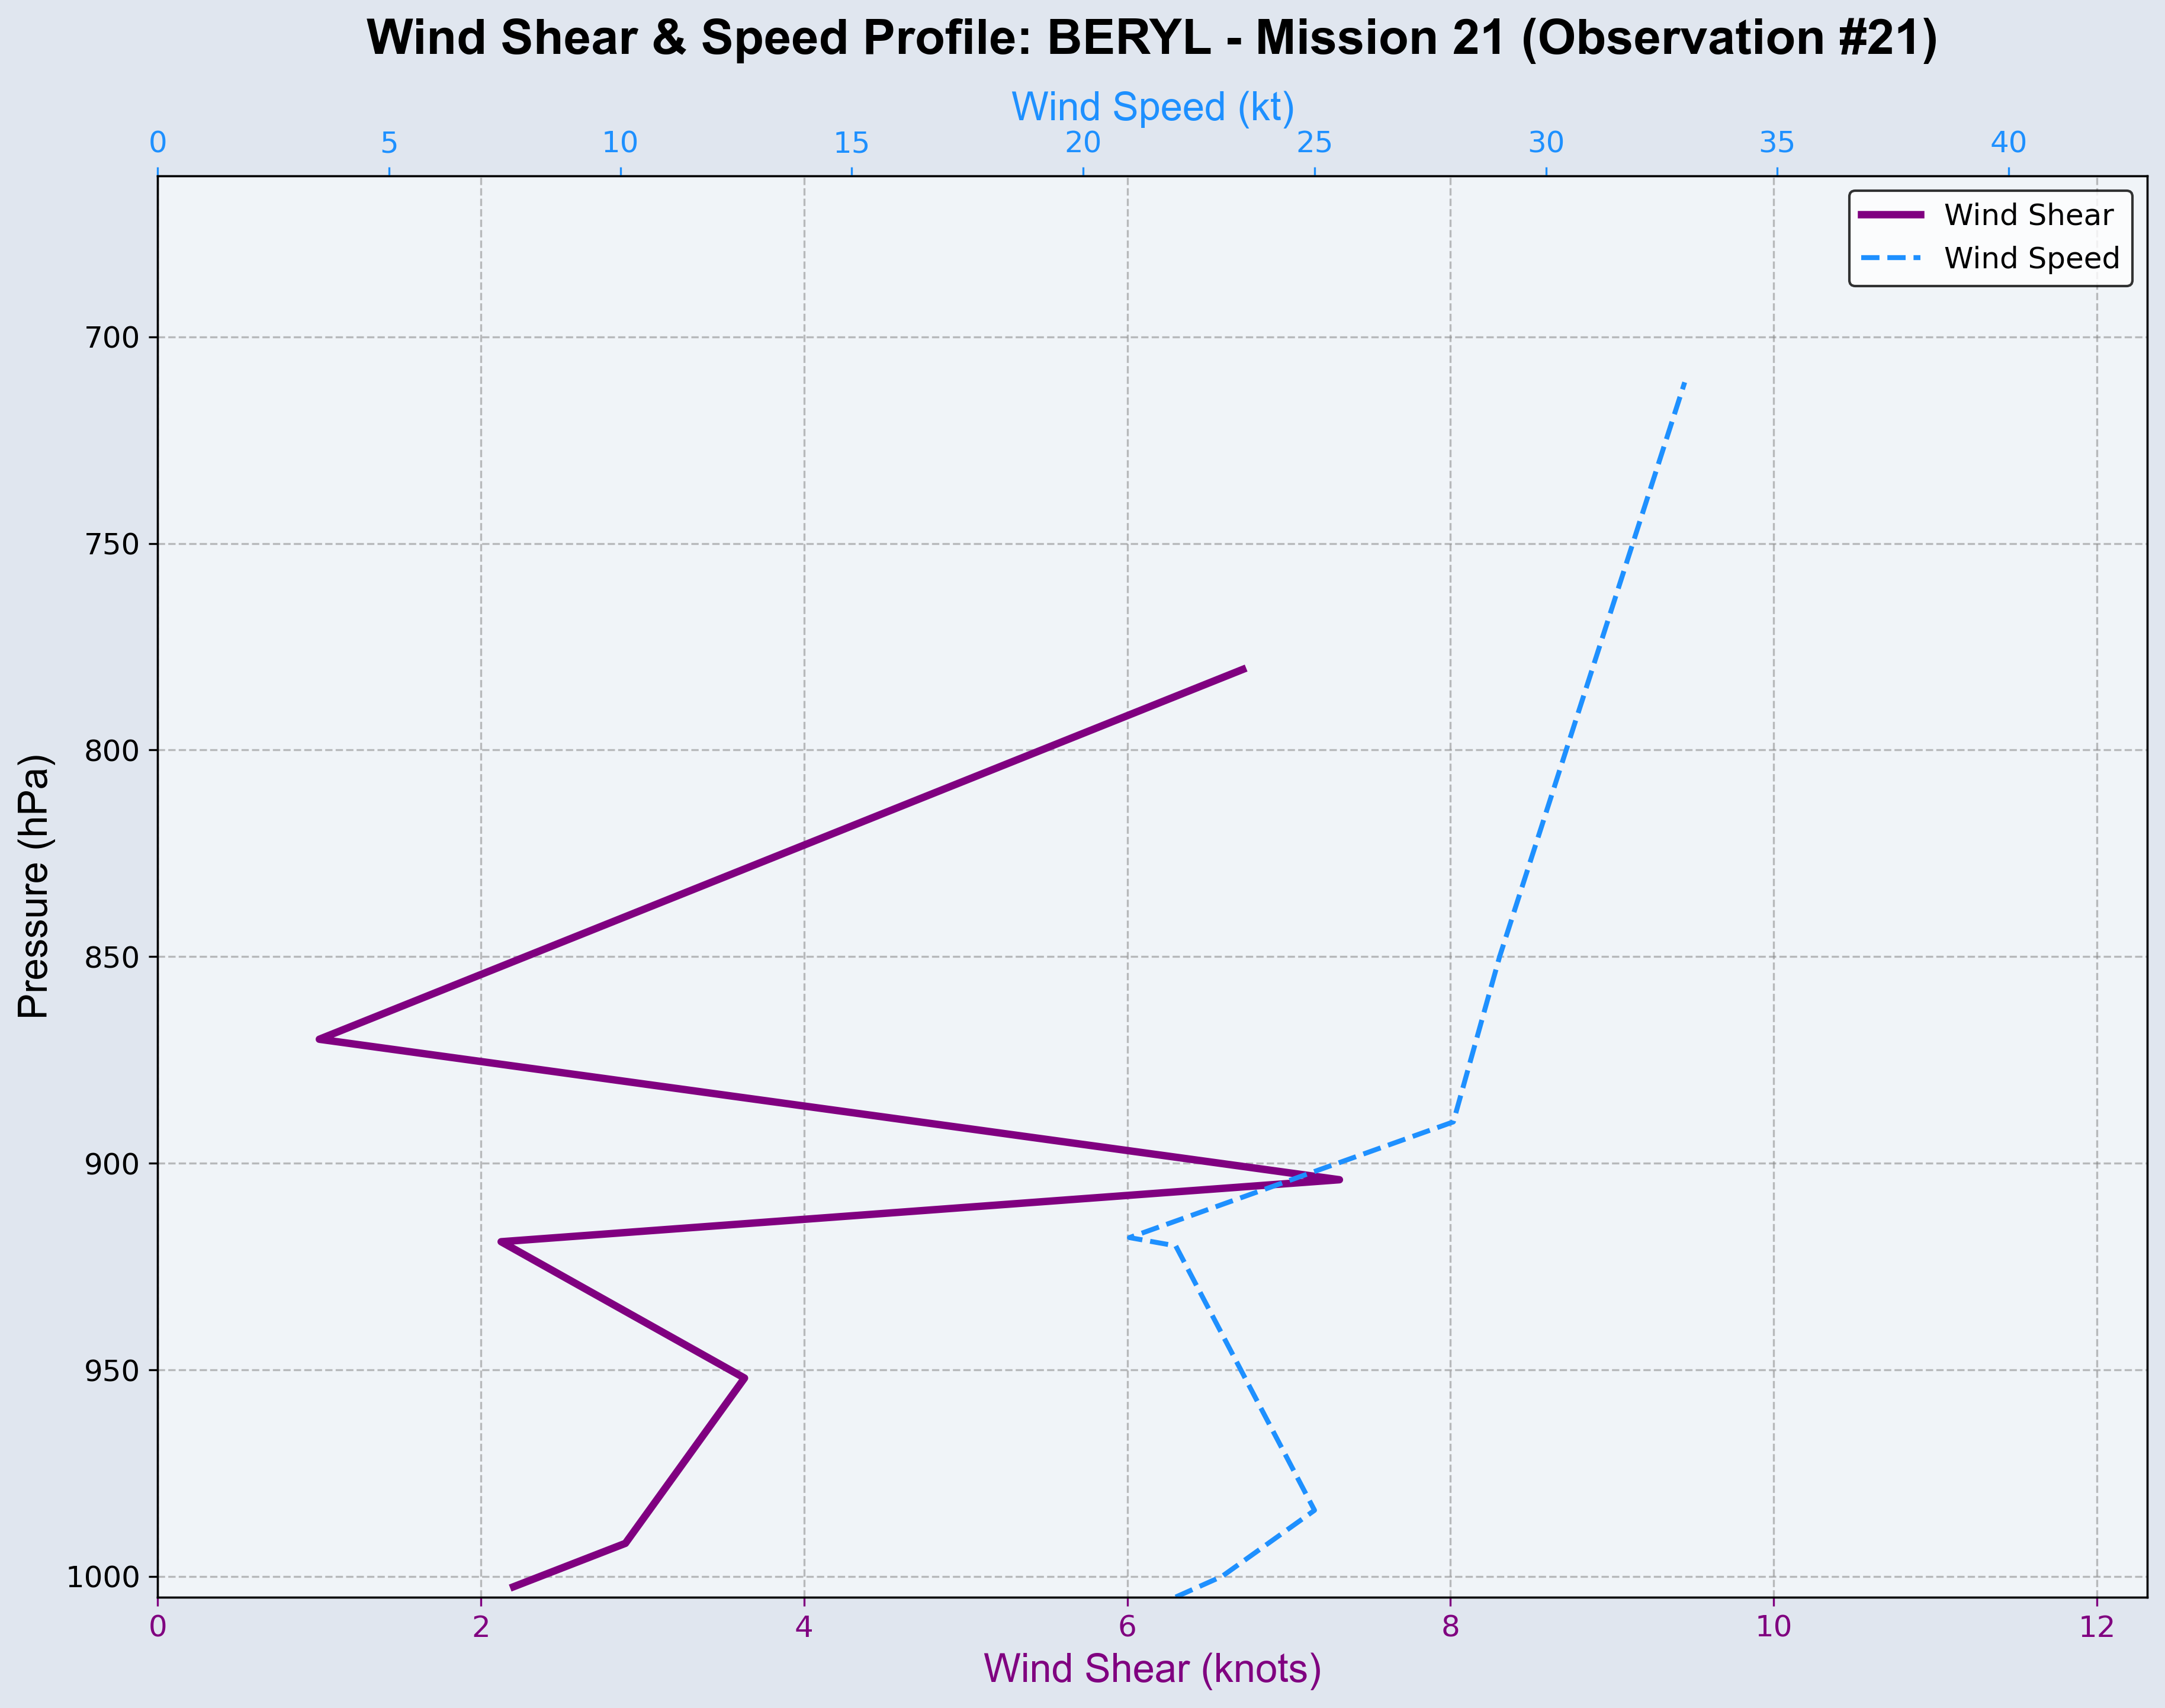 Wind Shear & Speed Profile: BERYL - Mission 21 (Observation #21)
Wind Speed (kt)
0 5 10 15 20 25 30 35 40
Wind Shear
Wind Speed
700
750
800
850
900
950
1000
Pressure (hPa)
0 2 4 6 8 10 12
Wind Shear (knots)